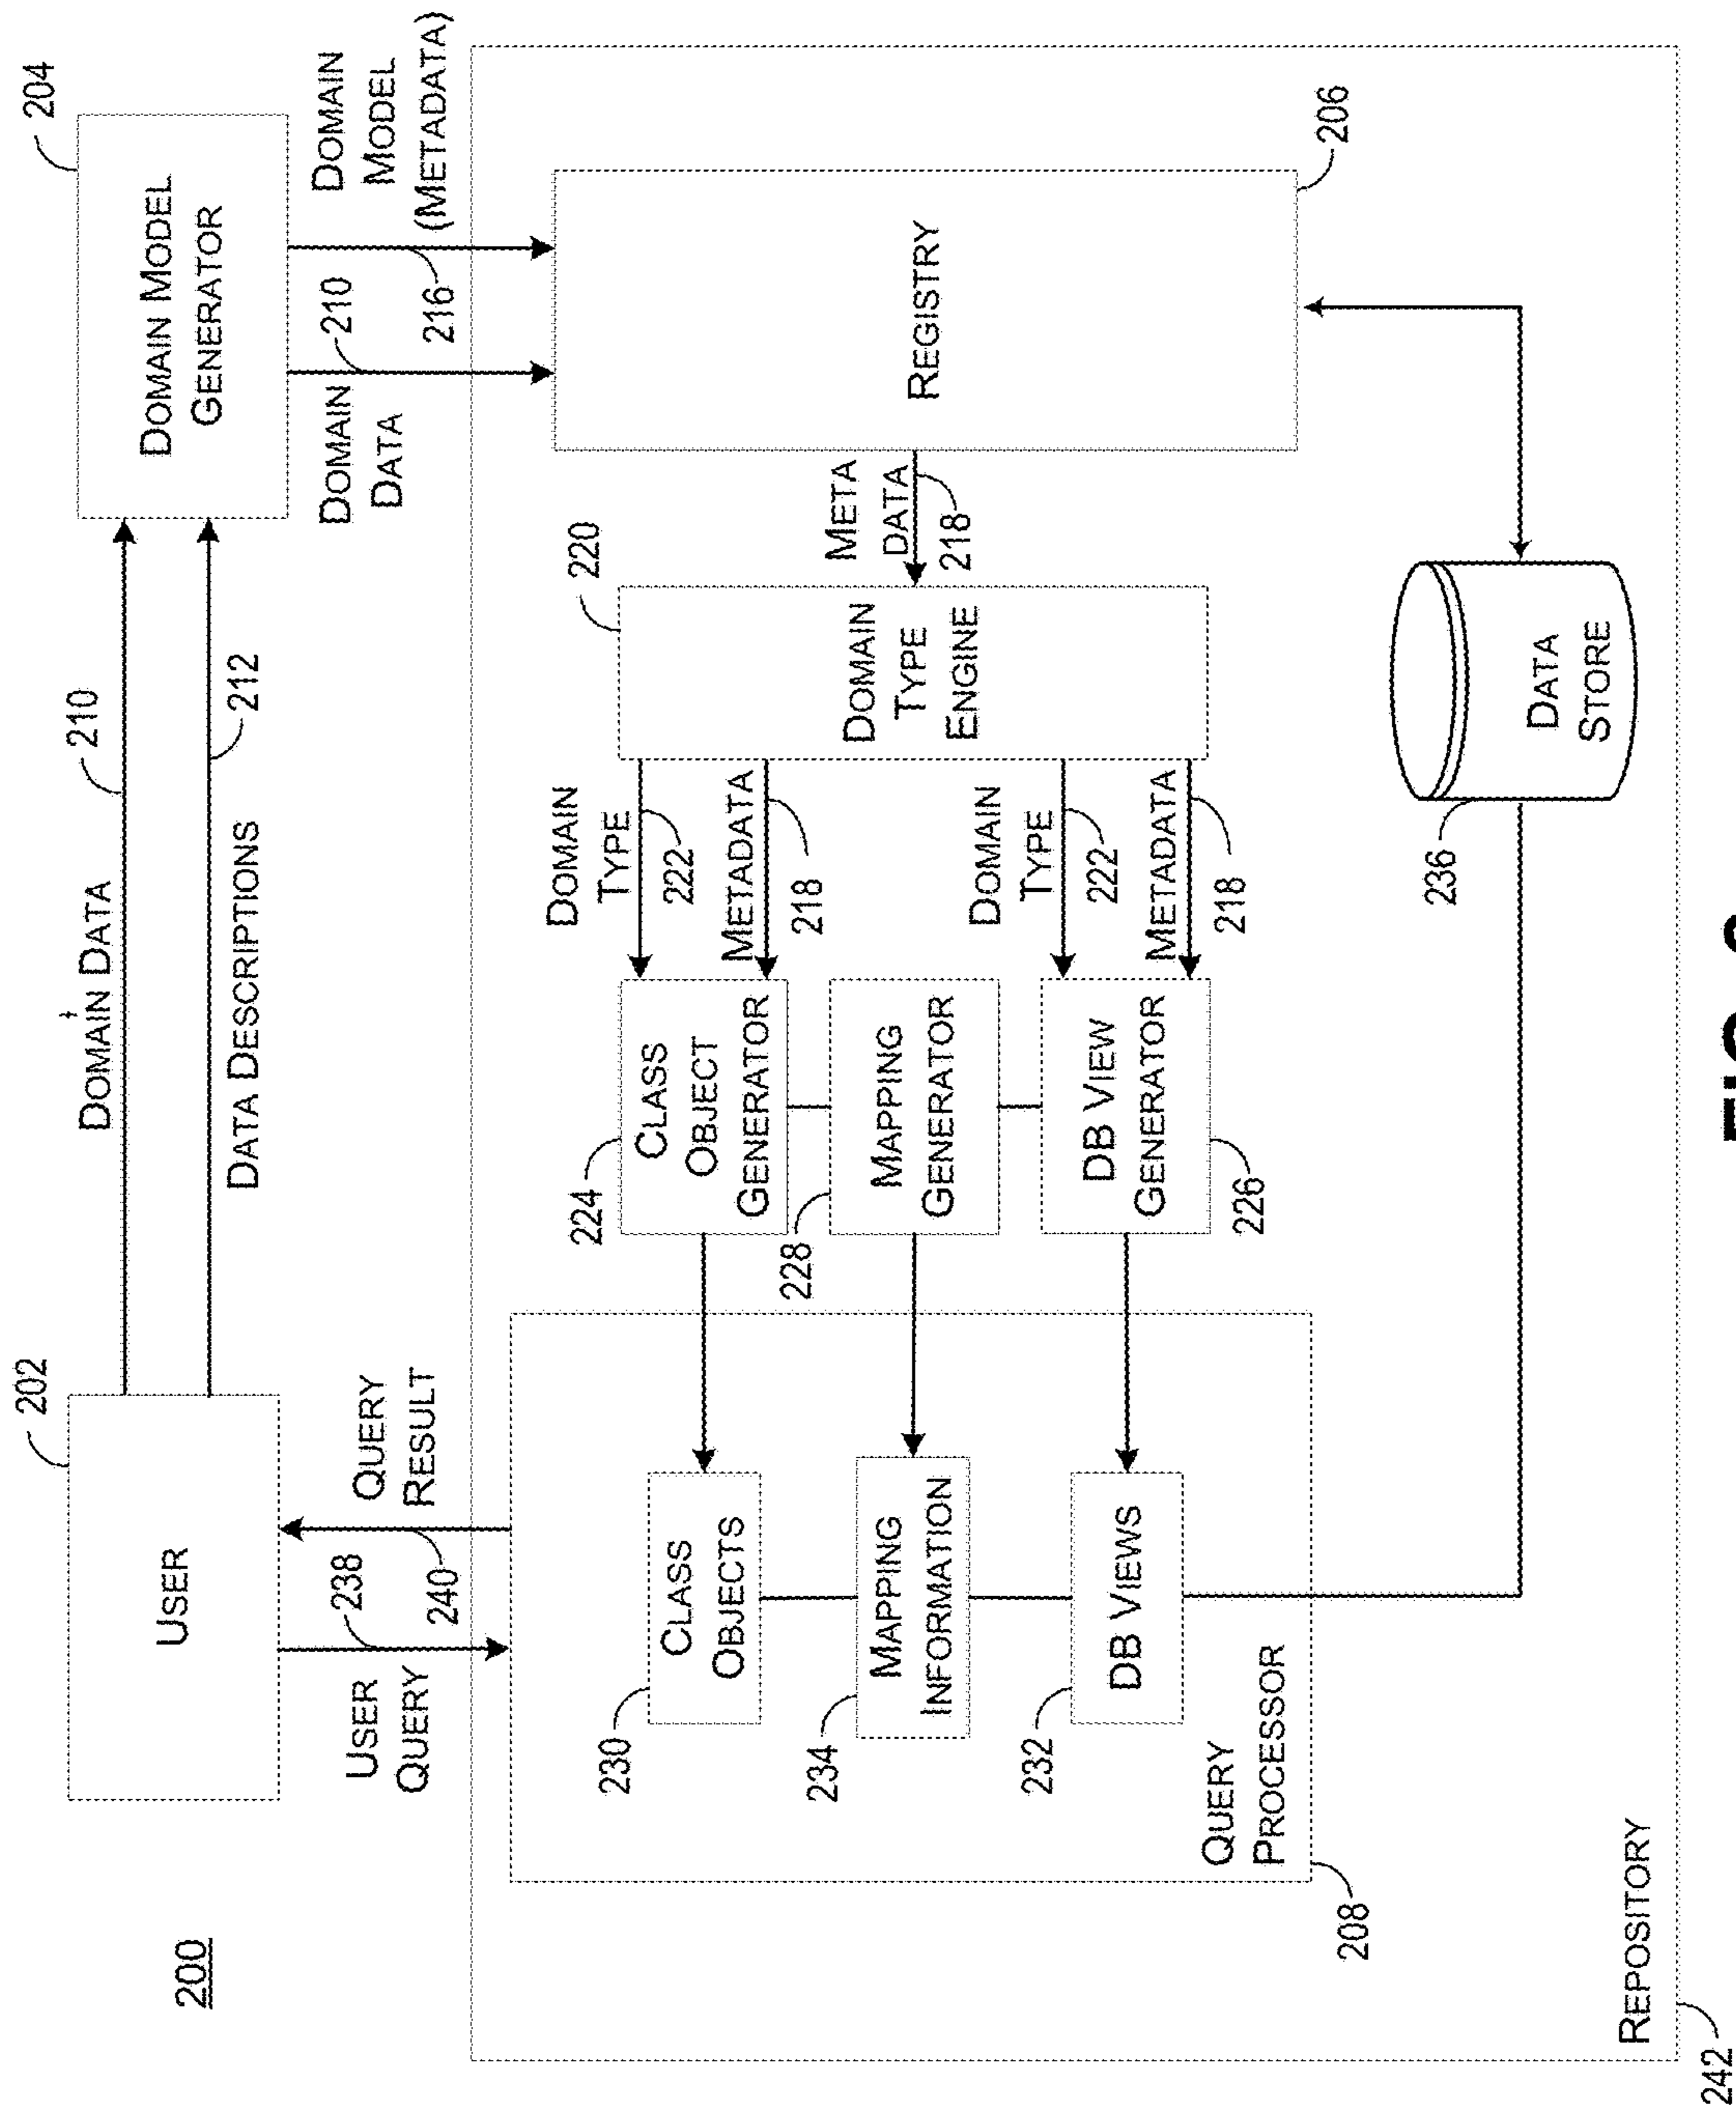 200
202
USER
DOMAIN DATA
210
DATA DESCRIPTIONS
212
204
DOMAIN MODEL
GENERATOR
USER
QUERY
238
240
QUERY
RESULT
DOMAIN
DATA
210
216
DOMAIN
MODEL
(METADATA)
230
CLASS
OBJECTS
234
MAPPING
INFORMATION
232
DB VIEWS
QUERY
PROCESSOR
208
224
CLASS
OBJECT
GENERATOR
228
MAPPING
GENERATOR
DB VIEW
GENERATOR
226
DOMAIN
TYPE
222
METADATA
218
DOMAIN
TYPE
222
METADATA
218
220
DOMAIN
TYPE
ENGINE
META
DATA
218
REGISTRY
206
236
DATA
STORE
REPOSITORY
242